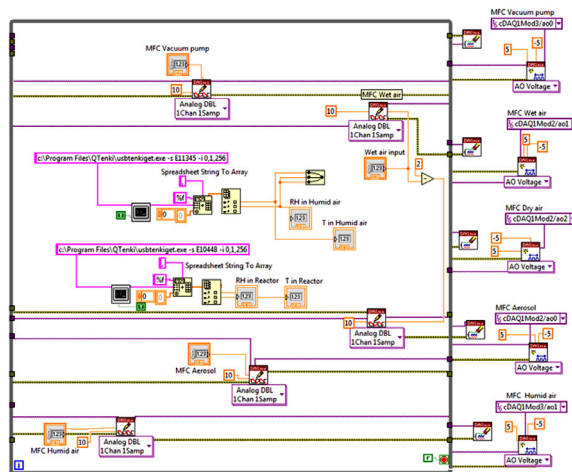 MFC Vacuum pump
cDAQ1Mod3/ao0
5
-5
AO Voltage
MFC Vacuum pump
10
Analog DBL
1Chan 1Samp
MFC Wet air
10
Analog DBL
1Chan 1Samp
MFC Wet air
cDAQ1Mod2/ao1
5
5
-5
AO Voltage
c:\Program Files\QTenki\usbtenkiget.exe -s E11345 -i 0,1,256
Wet air input
2
Spreadsheet String To Array
%f
0
0
RH in Humid air
T in Humid air
MFC Dry air
cDAQ1Mod2/ao2
-5
5
AO Voltage
c:\Program Files\QTenki\usbtenkiget.exe -s E10448 -i 0,1,256
Spreadsheet String To Array
%f
0
0
RH in Reactor
T in Reactor
10
Analog DBL
1Chan 1Samp
MFC Aerosol
cDAQ1Mod2/ao0
5
-5
AO Voltage
MFC Aerosol
10
Analog DBL
1Chan 1Samp
MFC Humid air
10
Analog DBL
1Chan 1Samp
MFC Humid air
cDAQ1Mod3/ao1
5
-5
AO Voltage
i